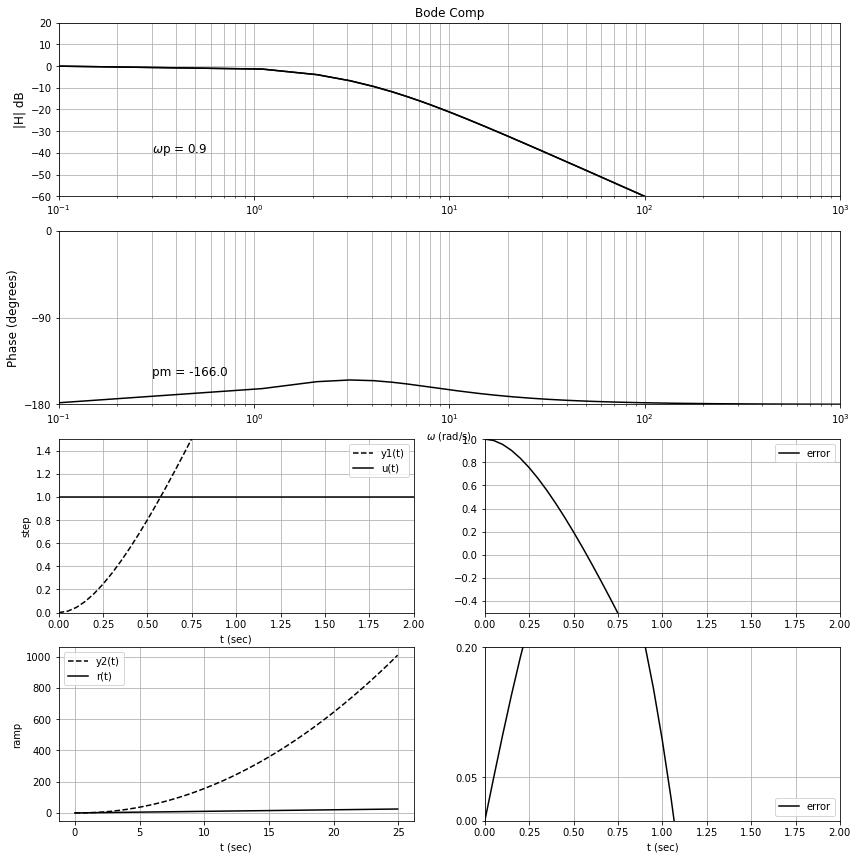 Bode Comp
20
10
0
−10
−20
−30
−40
−50
−60
|H| dB
ωp = 0.9
10⁻¹ 10⁰ 10¹ 10² 10³
0
−90
−180
Phase (degrees)
pm = -166.0
10⁻¹ 10⁰ 10¹ 10² 10³
ω (rad/s)
1.4
1.2
1.0
0.8
0.6
0.4
0.2
0.0
step
y1(t)
u(t)
0.00 0.25 0.50 0.75 1.00 1.25 1.50 1.75 2.00
t (sec)
1.0
0.8
0.6
0.4
0.2
0.0
−0.2
−0.4
error
0.00 0.25 0.50 0.75 1.00 1.25 1.50 1.75 2.00
1000
800
600
400
200
0
ramp
y2(t)
r(t)
0 5 10 15 20 25
t (sec)
0.20
0.05
0.00
error
0.00 0.25 0.50 0.75 1.00 1.25 1.50 1.75 2.00
t (sec)